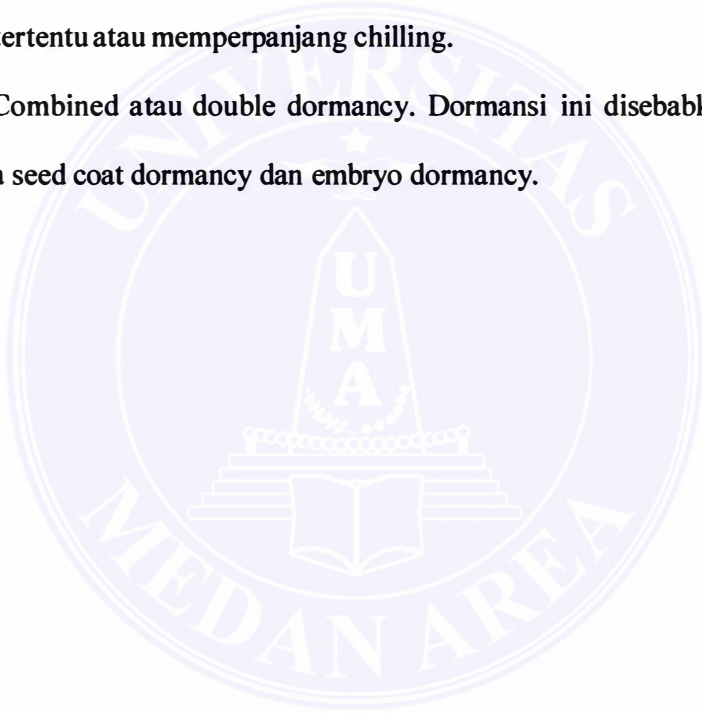 tertentu atau memperpanjang chilling.
Combined atau double dormancy. Dormansi ini disebabk
a seed coat dormancy dan embryo dormancy.
UNIVERSITAS
U
M
A
MEDAN AREA